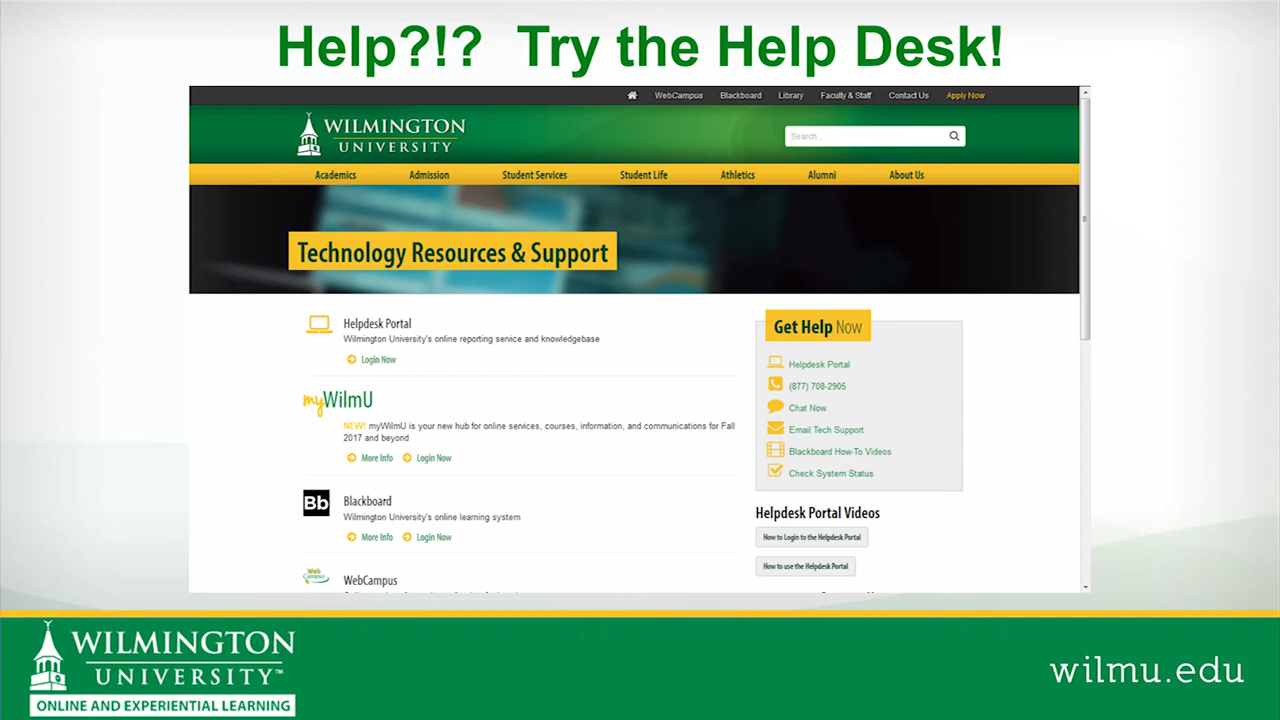 Help?!? Try the Help Desk!
WebCampus Blackboard Library Faculty & Staff Contact Us Apply Now
WILMINGTON
UNIVERSITY
Search...
Academics Admission Student Services Student Life Athletics Alumni About Us
Technology Resources & Support
Helpdesk Portal
Wilmington University's online reporting service and knowledgebase
Login Now
myWilmU
NEW! myWilmU is your new hub for online services, courses, information, and communications for Fall
2017 and beyond
More Info Login Now
Bb
Blackboard
Wilmington University's online learning system
More Info Login Now
Web
Campus
WebCampus
Get Help Now
Helpdesk Portal
(877) 708-2905
Chat Now
Email Tech Support
Blackboard How-To Videos
Check System Status
Helpdesk Portal Videos
How to Login to the Helpdesk Portal
How to use the Helpdesk Portal
WILMINGTON
UNIVERSITY™
ONLINE AND EXPERIENTIAL LEARNING
wilmu.edu